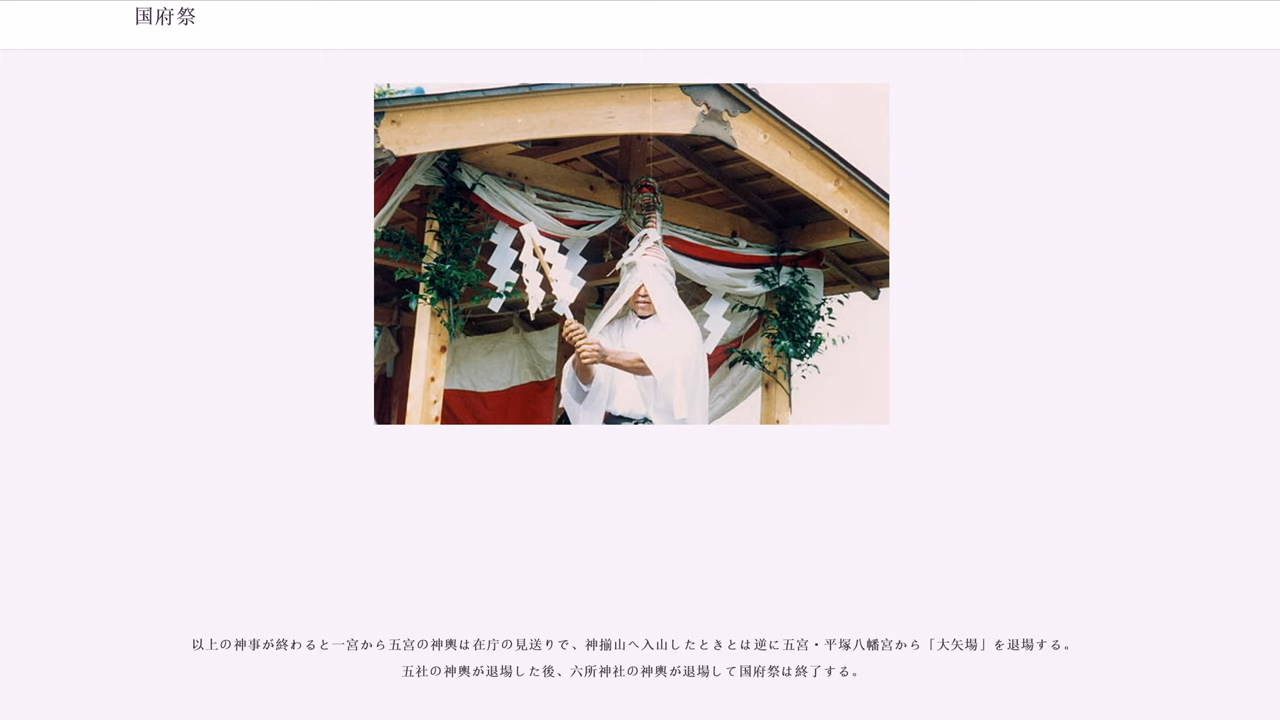 国府祭
以上の神事が終わると一宮から五宮の神輿は在庁の見送りで、神揃山へ入山したときとは逆に五宮・平塚八幡宮から「大矢場」を退場する。
五社の神輿が退場した後、六所神社の神輿が退場して国府祭は終了する。